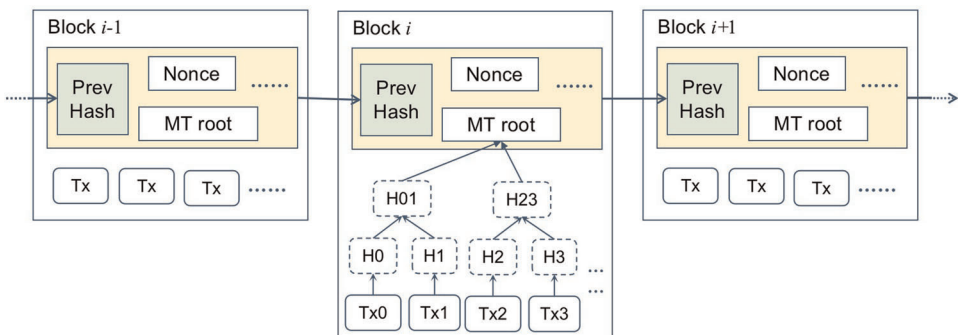 Block i-1
Prev
Hash
Nonce
......
MT root
Tx
Tx
Tx
......
Block i
Prev
Hash
Nonce
......
MT root
H01
H23
H0
H1
H2
H3
...
Tx0
Tx1
Tx2
Tx3
...
Block i+1
Prev
Hash
Nonce
......
MT root
Tx
Tx
Tx
......